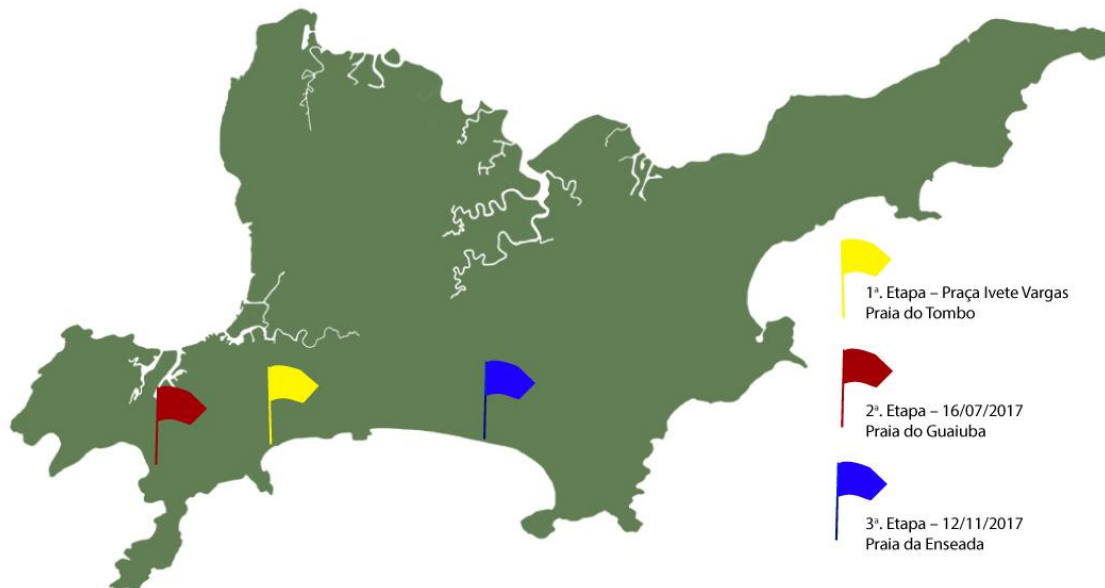 1ª. Etapa – Praça Ivete Vargas
Praia do Tombo
2ª. Etapa – 16/07/2017
Praia do Guaiuba
3ª. Etapa – 12/11/2017
Praia da Enseada